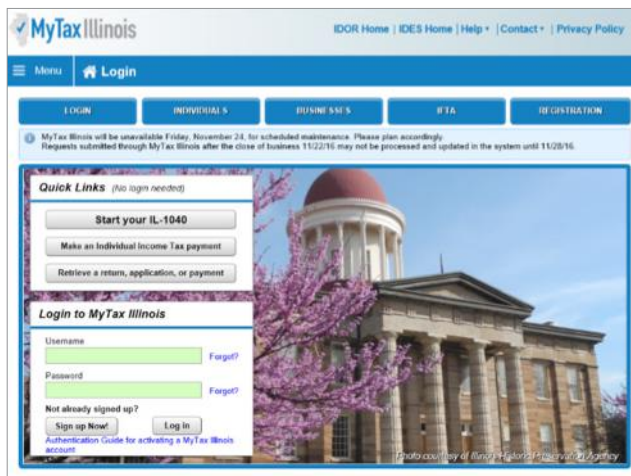 MyTax Illinois
IDOR Home | IDES Home | Help | Contact | Privacy Policy
Menu Login
LOGIN INDIVIDUALS BUSINESSES IFTA REGISTRATION
MyTax Illinois will be unavailable Friday, November 24, for scheduled maintenance. Please plan accordingly.
Requests submitted through MyTax Illinois after the close of business 11/22/16 may not be processed and updated in the system until 11/28/16.
Quick Links (No login needed)
Start your IL-1040
Make an Individual Income Tax payment
Retrieve a return, application, or payment
Login to MyTax Illinois
Username
Forgot?
Password
Forgot?
Not already signed up?
Sign up Now! Log in
Authentication Guide for activating a MyTax Illinois
account
Photo courtesy of Illinois Historic Preservation Agency